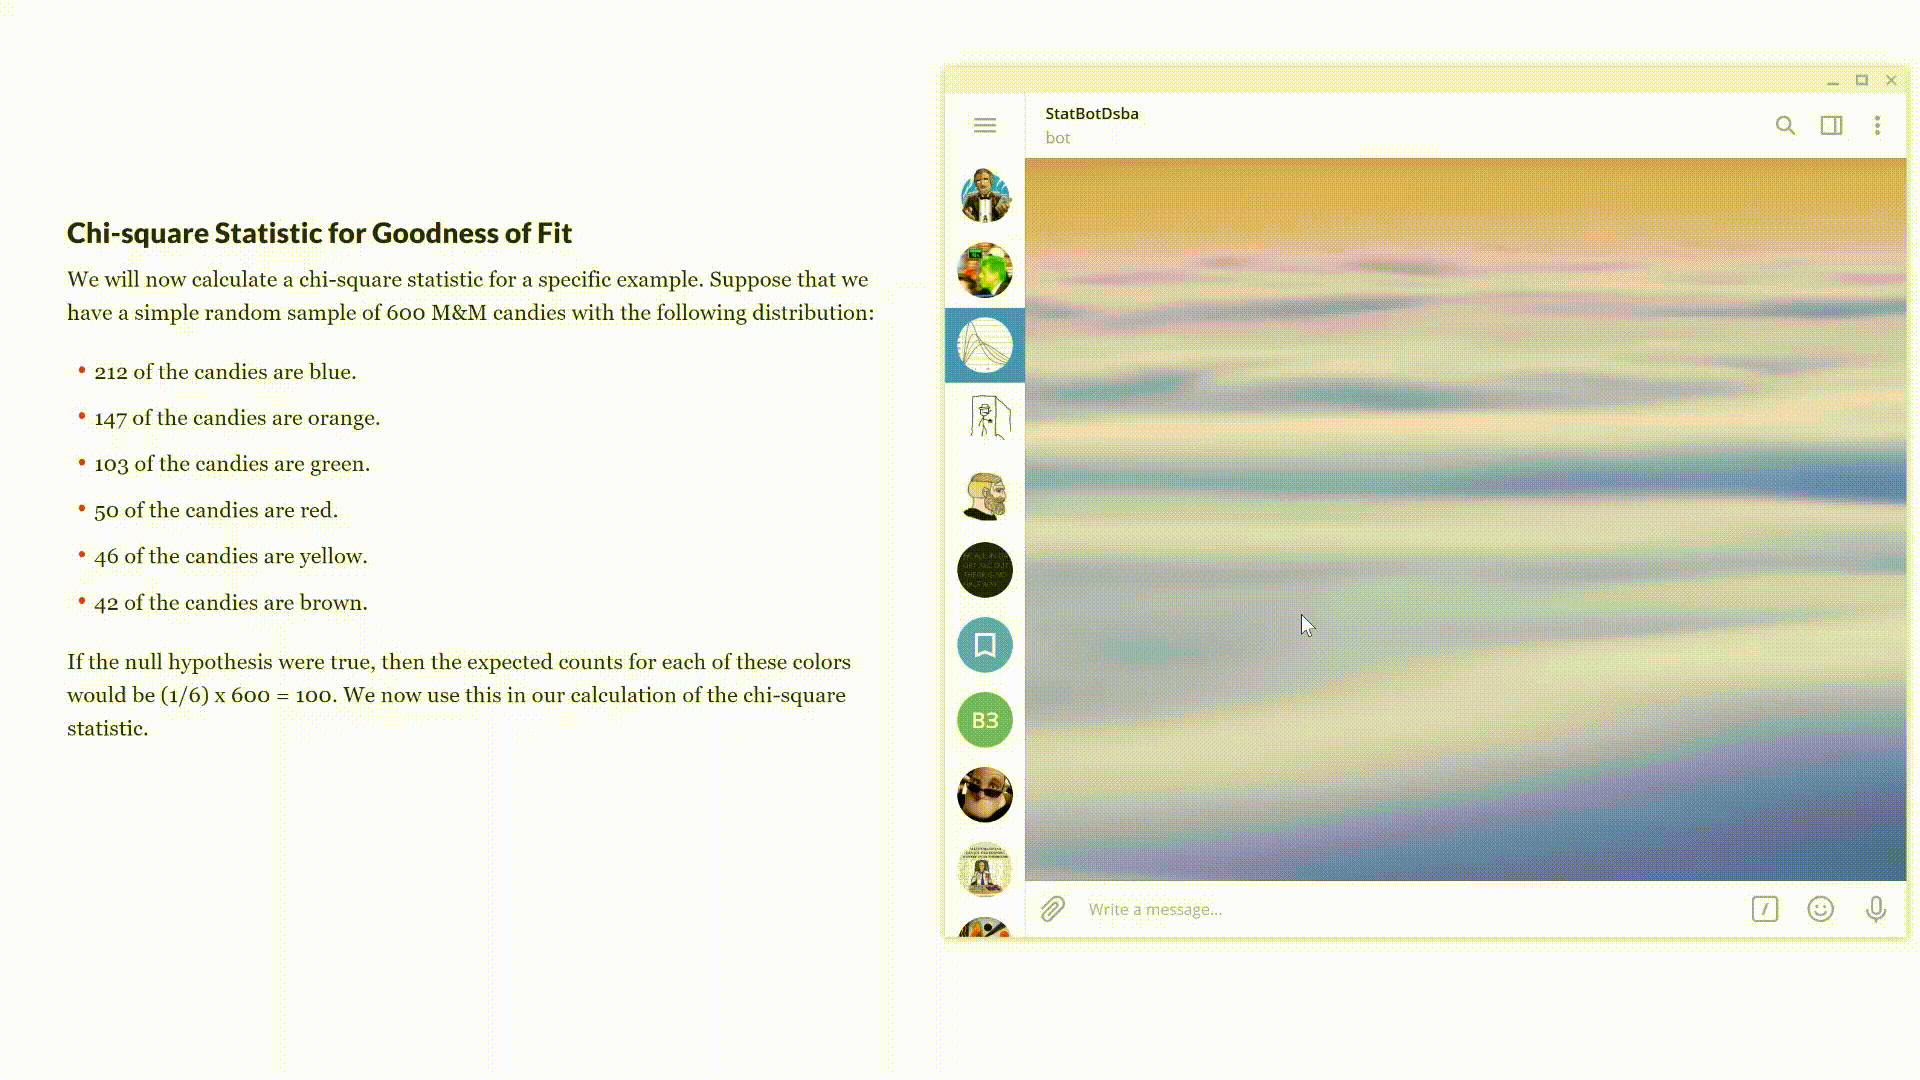 Chi-square Statistic for Goodness of Fit
We will now calculate a chi-square statistic for a specific example. Suppose that we
have a simple random sample of 600 M&M candies with the following distribution:
• 212 of the candies are blue.
• 147 of the candies are orange.
• 103 of the candies are green.
• 50 of the candies are red.
• 46 of the candies are yellow.
• 42 of the candies are brown.
If the null hypothesis were true, then the expected counts for each of these colors
would be (1/6) x 600 = 100. We now use this in our calculation of the chi-square
statistic.
StatBotDsba
bot
B3
Write a message...